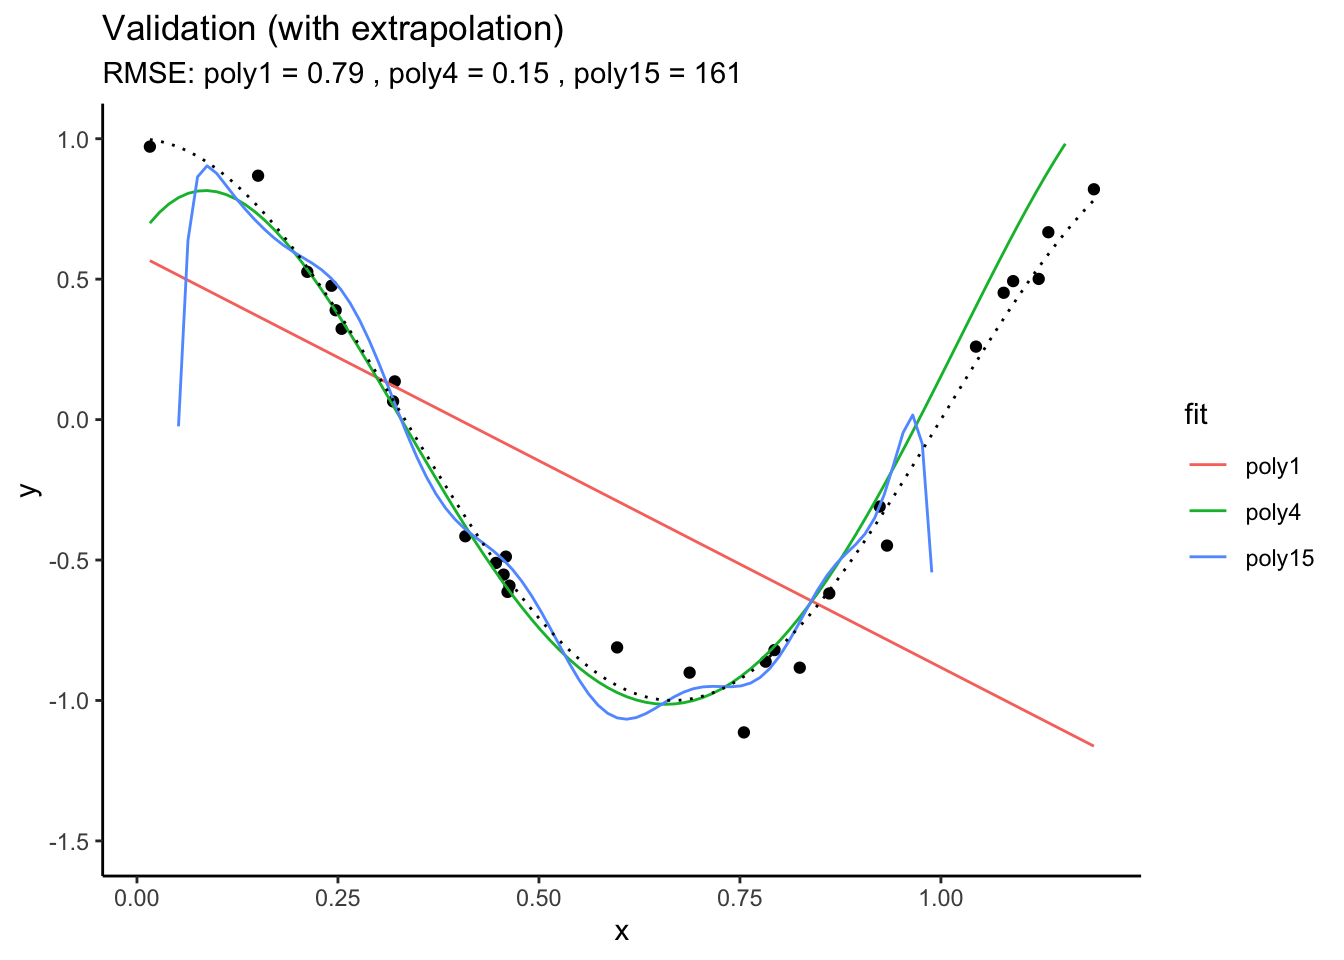 Validation (with extrapolation)
RMSE: poly1 = 0.79 , poly4 = 0.15 , poly15 = 161
1.0
0.5
0.0
-0.5
-1.0
-1.5
y
0.00 0.25 0.50 0.75 1.00
x
fit
poly1
poly4
poly15